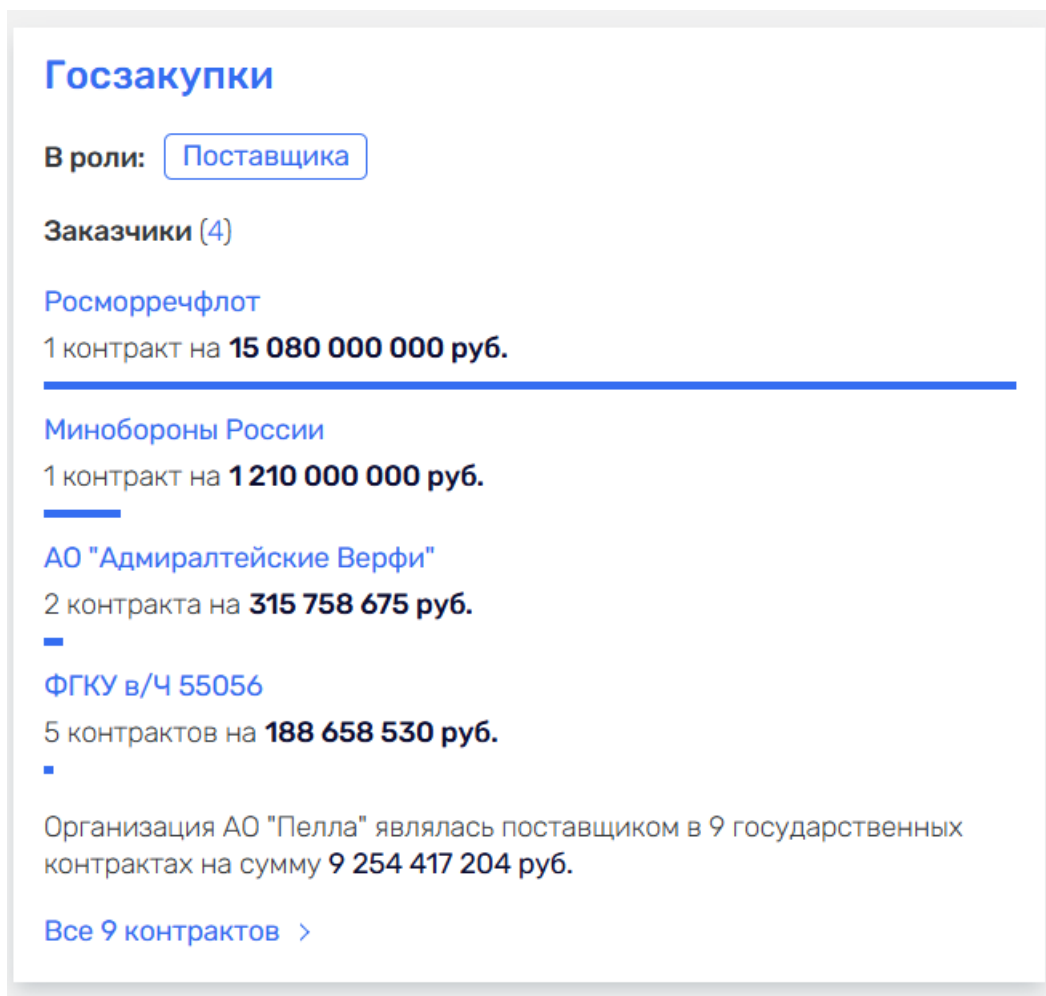 Госзакупки
В роли: Поставщика
Заказчики (4)
Росморречфлот
1 контракт на 15 080 000 000 руб.
Минобороны России
1 контракт на 1 210 000 000 руб.
АО "Адмиралтейские Верфи"
2 контракта на 315 758 675 руб.
ФГКУ в/Ч 55056
5 контрактов на 188 658 530 руб.
Организация АО "Пелла" являлась поставщиком в 9 государственных
контрактах на сумму 9 254 417 204 руб.
Все 9 контрактов >